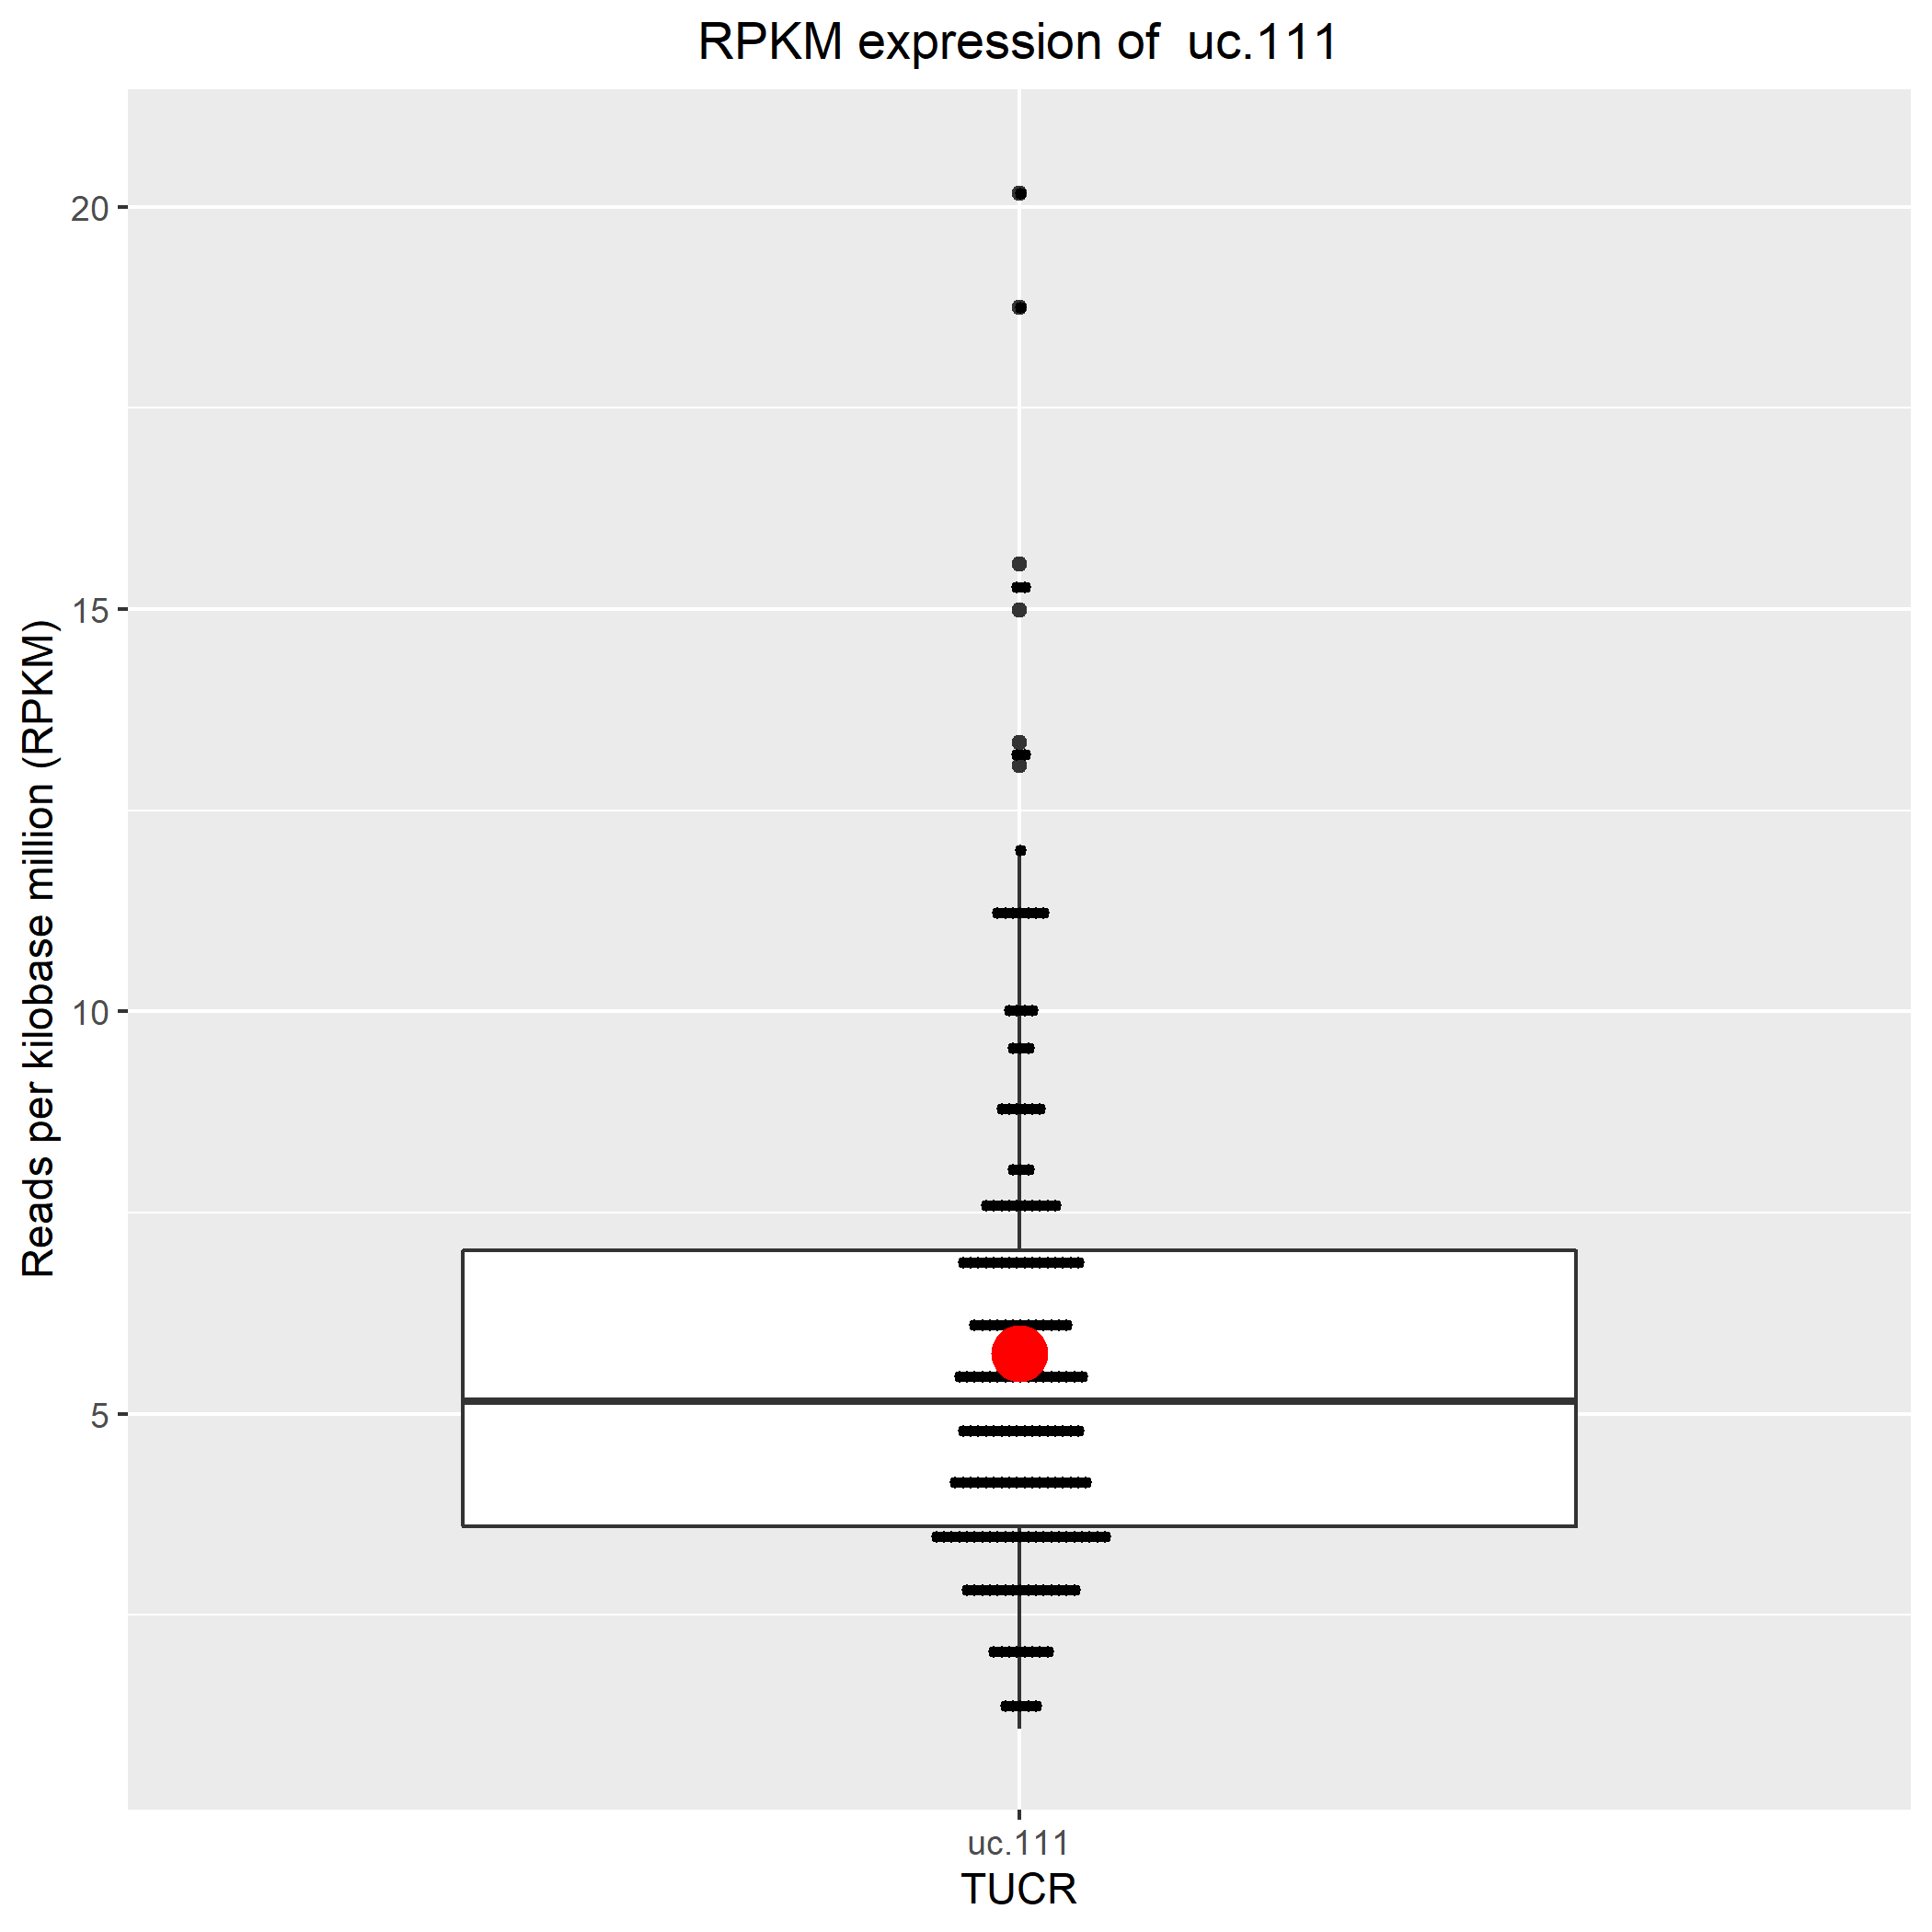 RPKM expression of  uc.111
Reads per kilobase million (RPKM)
20
15
10
5
uc.111
TUCR